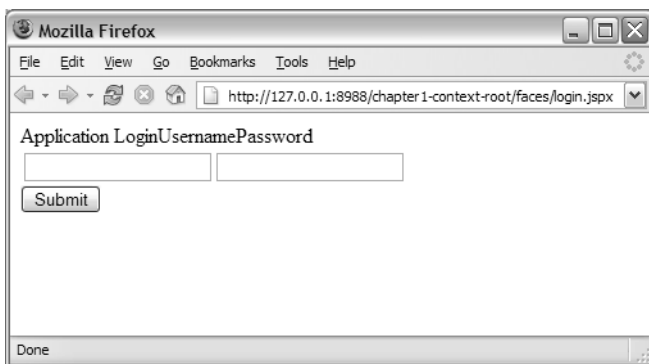 Mozilla Firefox
File Edit View Go Bookmarks Tools Help
http://127.0.0.1:8988/chapter1-context-root/faces/login.jspx
Application LoginUsernamePassword
Submit
Done